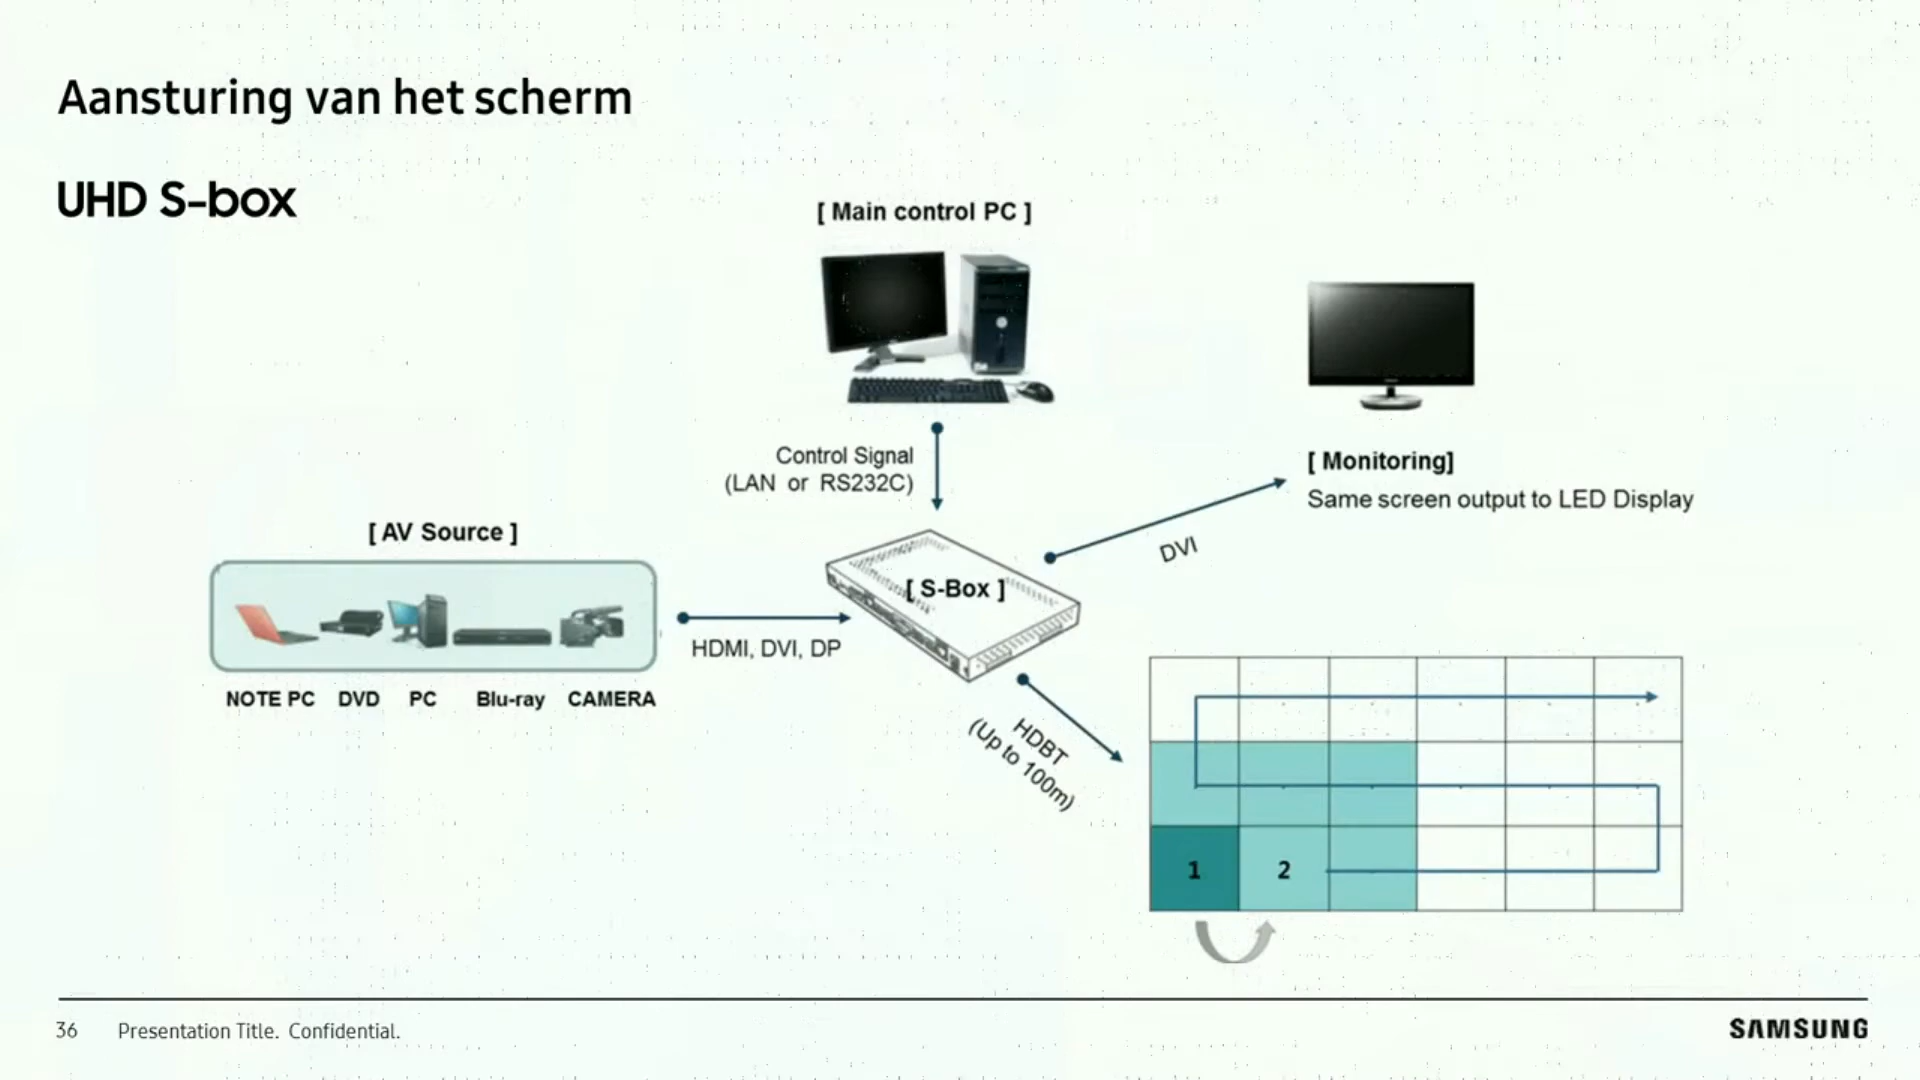 Aansturing van het scherm
UHD S-box
[ Main control PC ]
Control Signal
(LAN or RS232C)
[ Monitoring]
Same screen output to LED Display
DVI
[ AV Source ]
[ S-Box ]
HDMI, DVI, DP
NOTE PC DVD PC Blu-ray CAMERA
HDBT
(Up to 100m)
1 2
36 Presentation Title. Confidential.
SAMSUNG